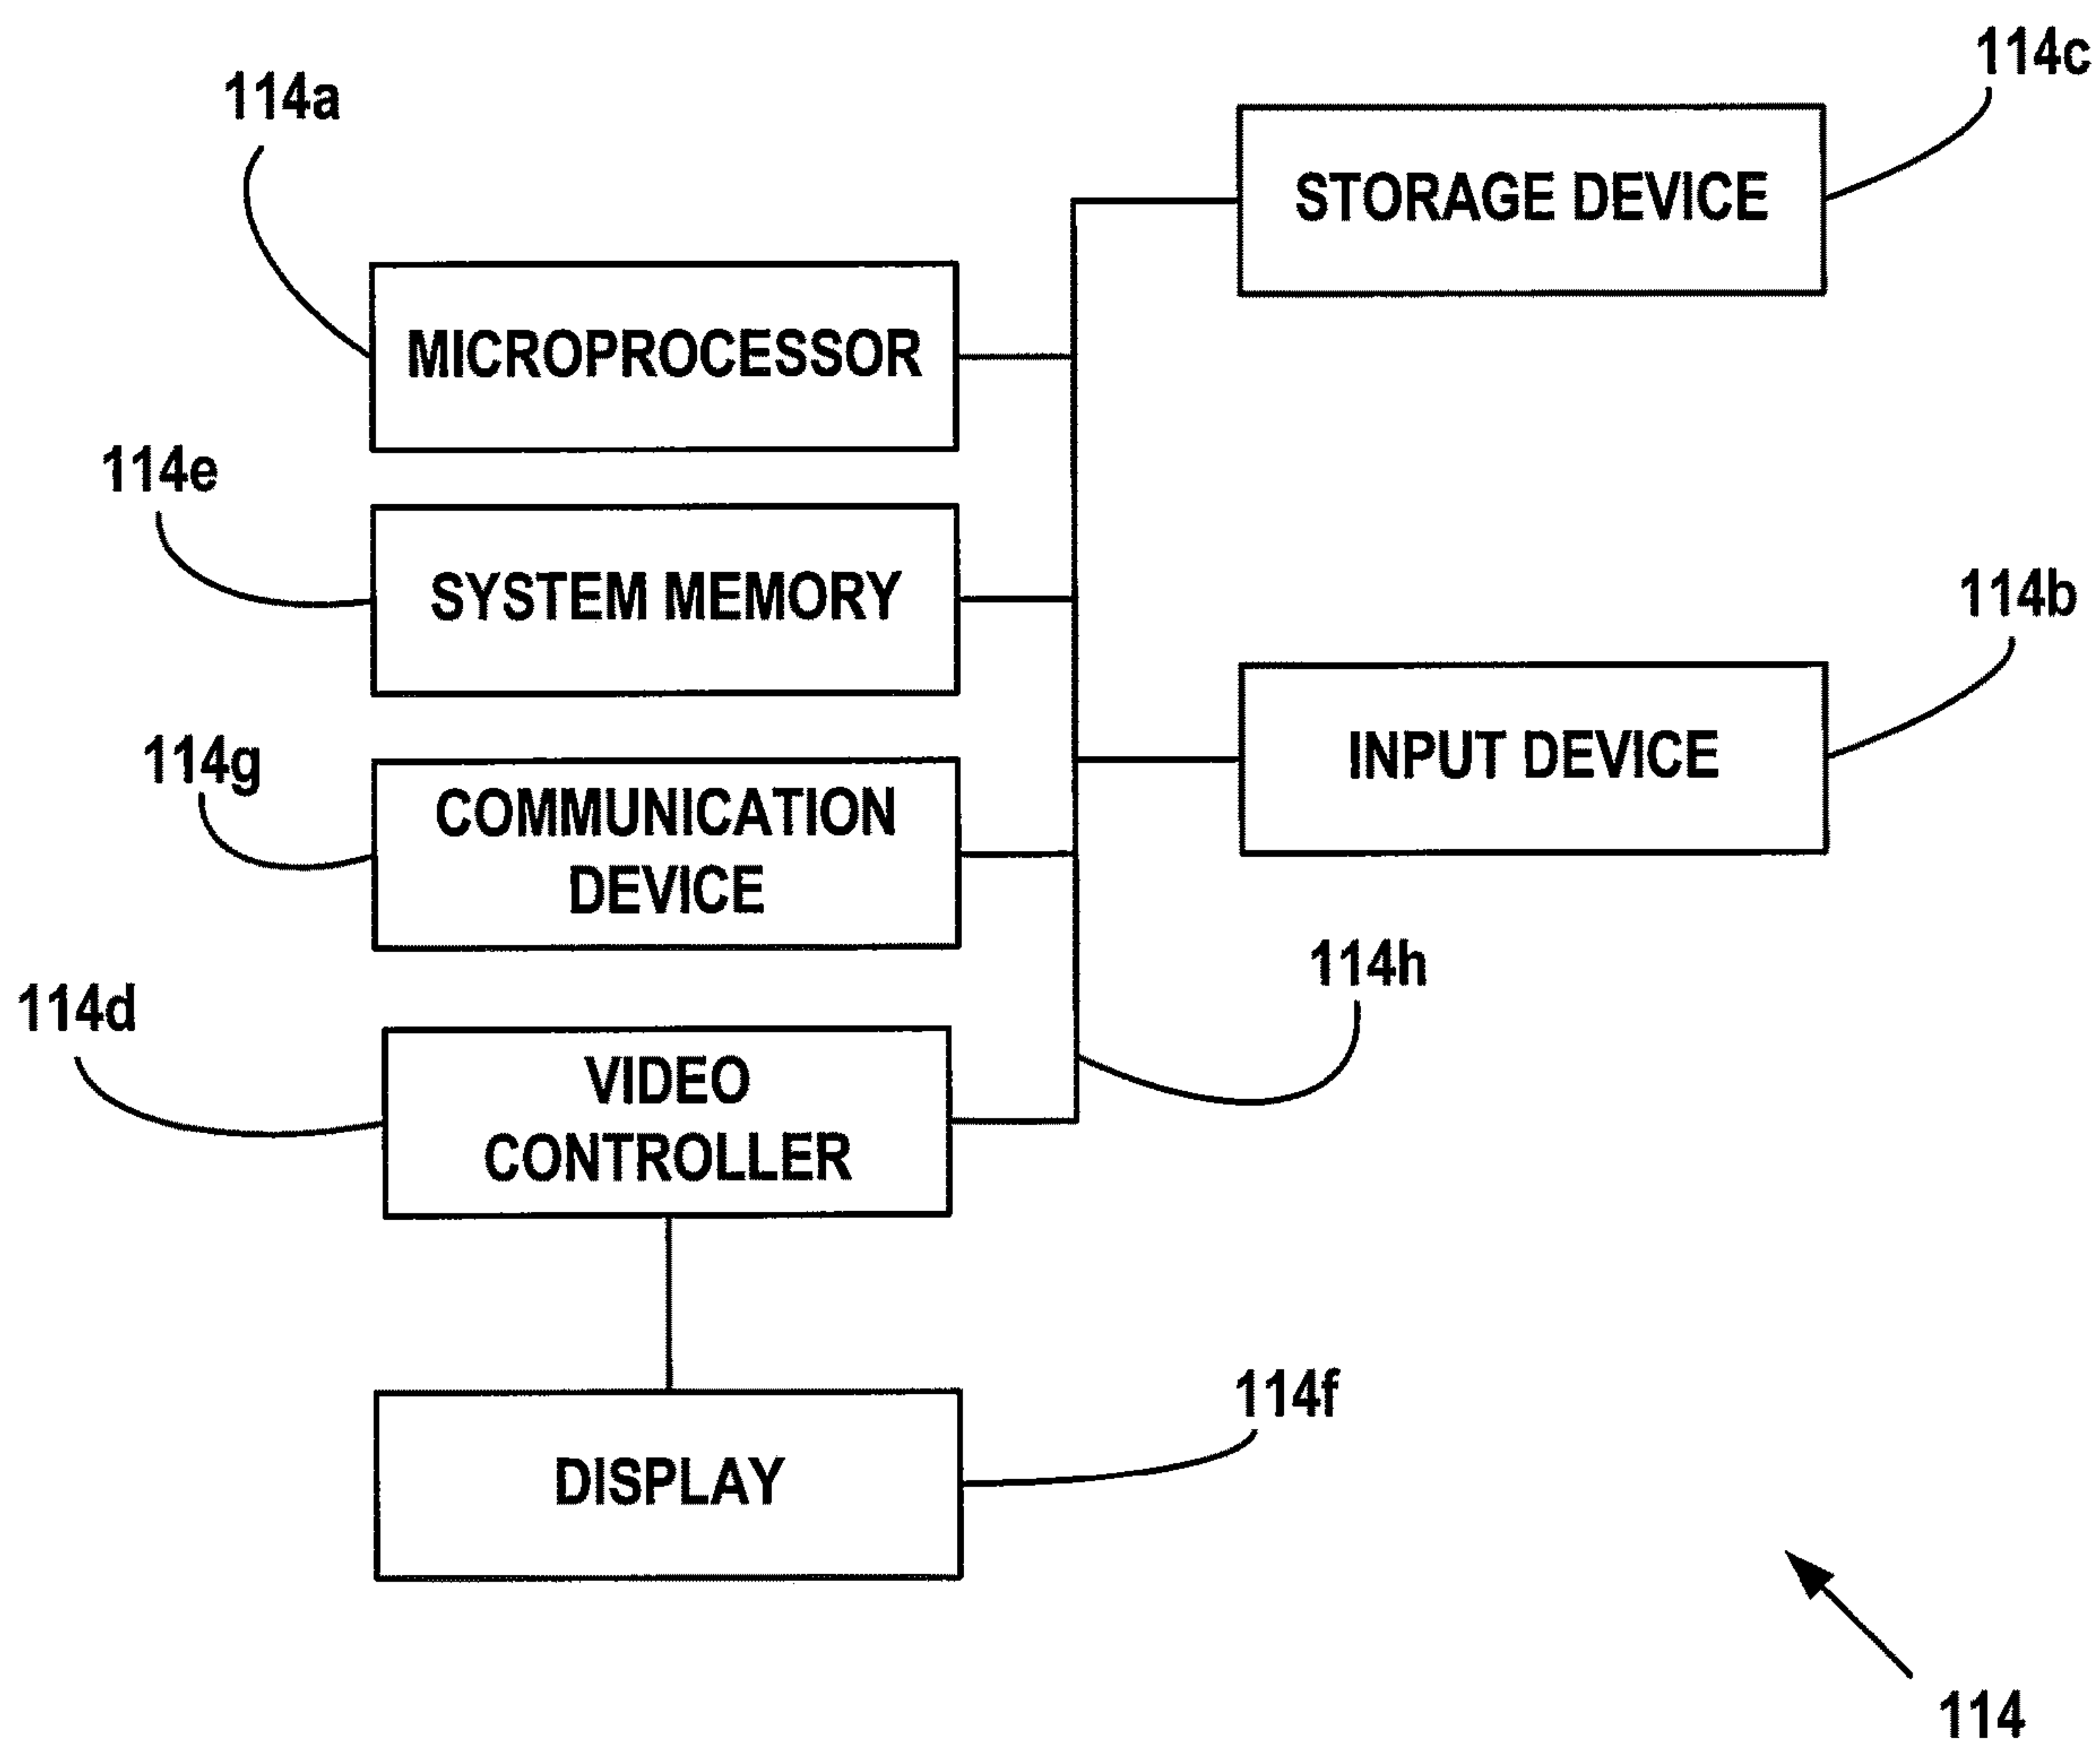 114c
114a
STORAGE DEVICE
MICROPROCESSOR
114e
SYSTEM MEMORY
114b
114g
INPUT DEVICE
COMMUNICATION
DEVICE
114h
114d
VIDEO
CONTROLLER
114f
DISPLAY
114